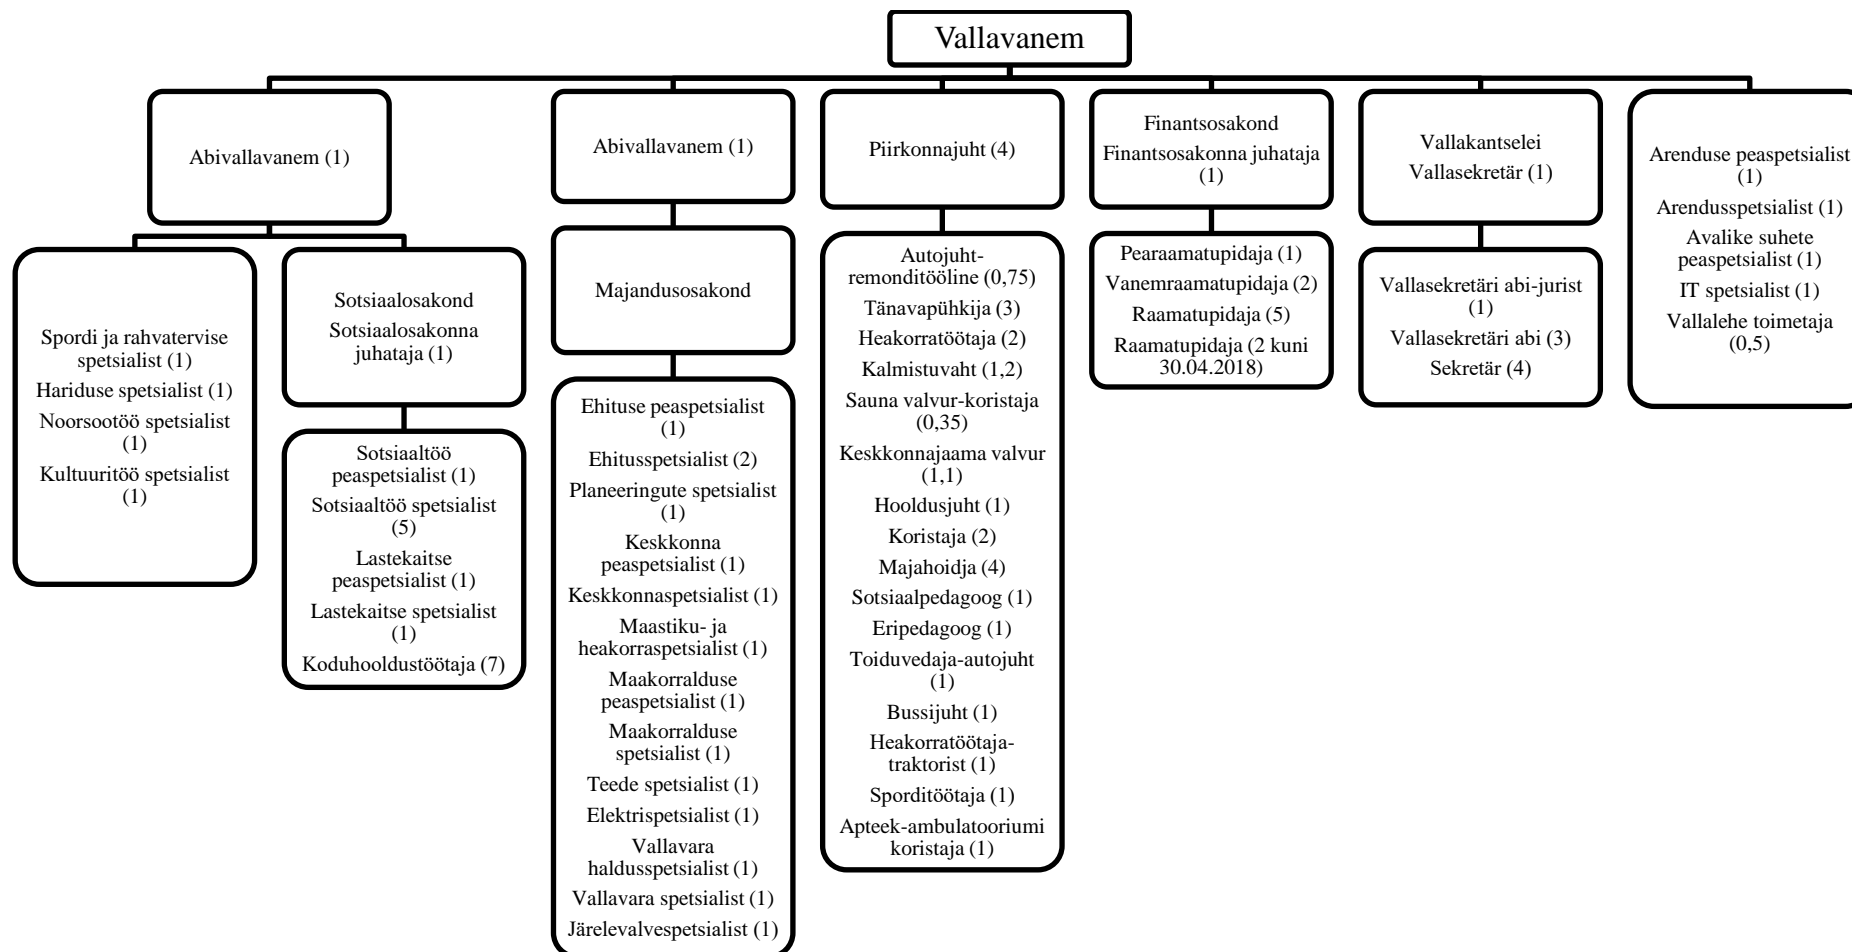 Vallavanem
Abivallavanem (1)
Spordi ja rahvatervise
spetsialist (1)
Hariduse spetsialist (1)
Noorsootöö spetsialist
(1)
Kultuuritöö spetsialist
(1)
Sotsiaalosakond
Sotsiaalosakonna
juhataja (1)
Sotsiaaltöö
peaspetsialist (1)
Sotsiaaltöö spetsialist
(5)
Lastekaitse
peaspetsialist (1)
Lastekaitse spetsialist
(1)
Koduhooldustöötaja (7)
Abivallavanem (1)
Majandusosakond
Ehituse peaspetsialist
(1)
Ehitusspetsialist (2)
Planeeringute spetsialist
(1)
Keskkonna
peaspetsialist (1)
Keskkonnaspetsialist (1)
Maastiku- ja
heakorraspetsialist (1)
Maakorralduse
peaspetsialist (1)
Maakorralduse
spetsialist (1)
Teede spetsialist (1)
Elektrispetsialist (1)
Vallavara
haldusspetsialist (1)
Vallavara spetsialist (1)
Järelevalvespetsialist (1)
Piirkonnajuht (4)
Autojuht-
remonditööline (0,75)
Tänavapühkija (3)
Heakorratöötaja (2)
Kalmistuvaht (1,2)
Sauna valvur-koristaja
(0,35)
Keskkonnajaama valvur
(1,1)
Hooldusjuht (1)
Koristaja (2)
Majahoidja (4)
Sotsiaalpedagoog (1)
Eripedagoog (1)
Toiduvedaja-autojuht
(1)
Bussijuht (1)
Heakorratöötaja-
traktorist (1)
Sporditöötaja (1)
Apteek-ambulatooriumi
koristaja (1)
Finantsosakond
Finantsosakonna juhataja
(1)
Pearaamatupidaja (1)
Vanemraamatupidaja (2)
Raamatupidaja (5)
Raamatupidaja (2 kuni
30.04.2018)
Vallakantselei
Vallasekretär (1)
Vallasekretäri abi-jurist
(1)
Vallasekretäri abi (3)
Sekretär (4)
Arenduse peaspetsialist
(1)
Arendusspetsialist (1)
Avalike suhete
peaspetsialist (1)
IT spetsialist (1)
Vallalehe toimetaja
(0,5)